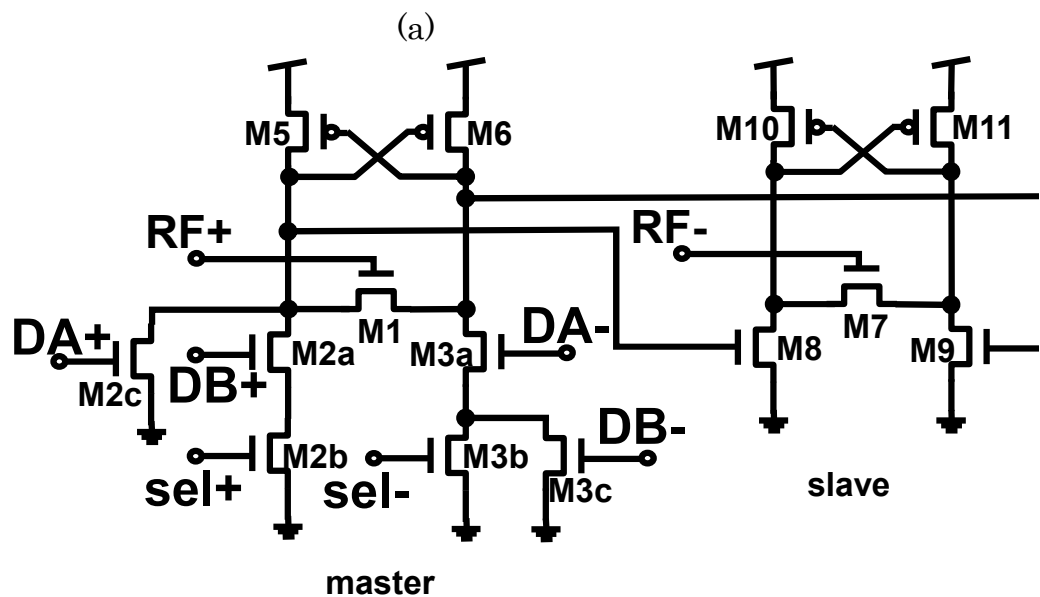 (a)
M5
M6
M10
M11
RF+
RF-
DA+
M1
DA-
M7
M2a
M3a
M8
M9
M2c
DB+
DB-
M2b
M3b
sel+
sel-
M3c
slave
master